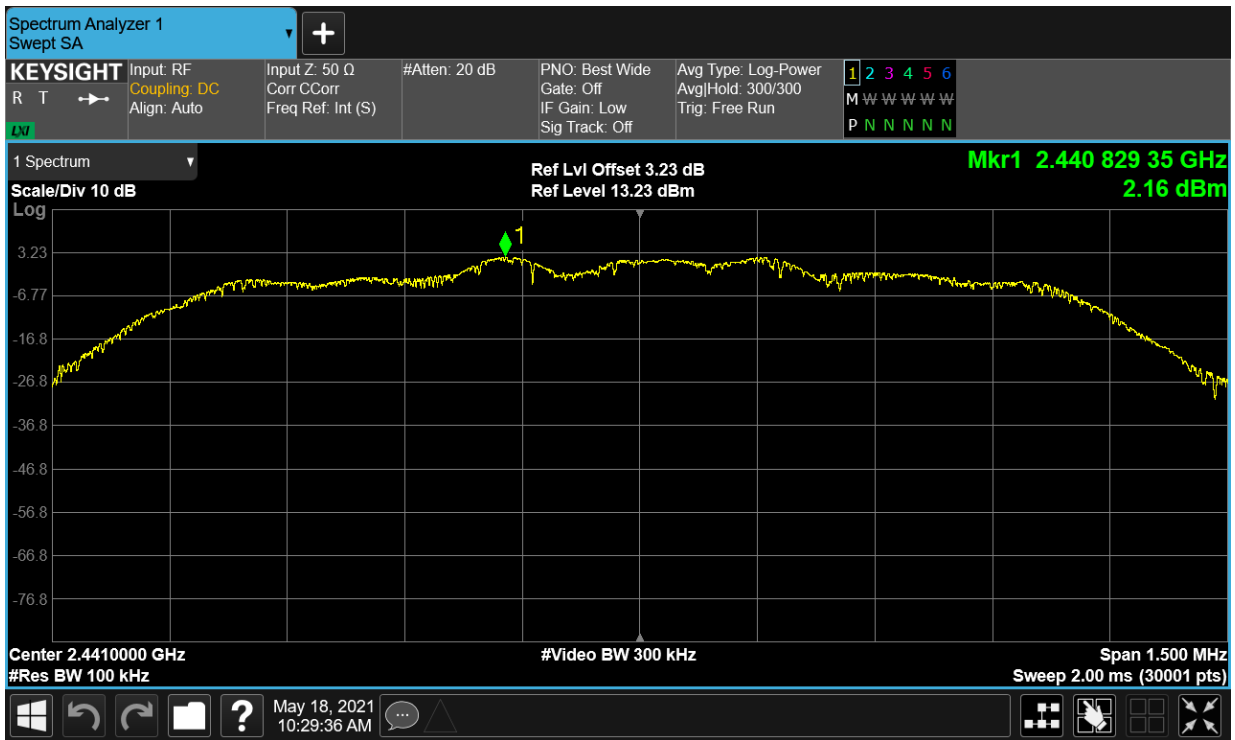 Spectrum Analyzer 1
Swept SA
KEYSIGHT
R T
LXI
Input: RF
Coupling: DC
Align: Auto
Input Z: 50 Ω
Corr CCorr
Freq Ref: Int (S)
#Atten: 20 dB
PNO: Best Wide
Gate: Off
IF Gain: Low
Sig Track: Off
Avg Type: Log-Power
Avg|Hold: 300/300
Trig: Free Run
1 2 3 4 5 6
M W W W W W
P N N N N N
1 Spectrum
Scale/Div 10 dB
Log
Ref Lvl Offset 3.23 dB
Ref Level 13.23 dBm
Mkr1 2.440 829 35 GHz
2.16 dBm
1
3.23
-6.77
-16.8
-26.8
-36.8
-46.8
-56.8
-66.8
-76.8
Center 2.4410000 GHz
#Res BW 100 kHz
#Video BW 300 kHz
Span 1.500 MHz
Sweep 2.00 ms (30001 pts)
?
May 18, 2021
10:29:36 AM